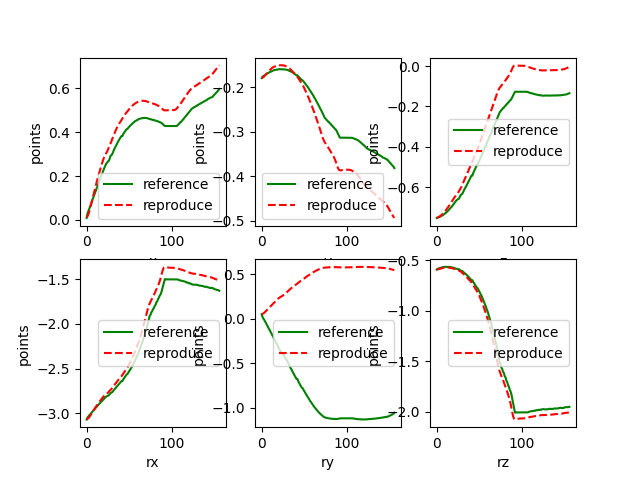 points
0.6
0.4
0.2
0.0
0
100
reference
reproduce
points
−0.2
−0.3
−0.4
−0.5
0
100
reference
reproduce
points
0.0
−0.2
−0.6
0
100
reference
reproduce
points
−1.5
−2.0
−2.5
−3.0
0
100
rx
reference
reproduce
points
0.5
0.0
−0.5
−1.0
0
100
ry
reference
reproduce
points
−0.5
−1.0
−1.5
−2.0
0
100
rz
reference
reproduce